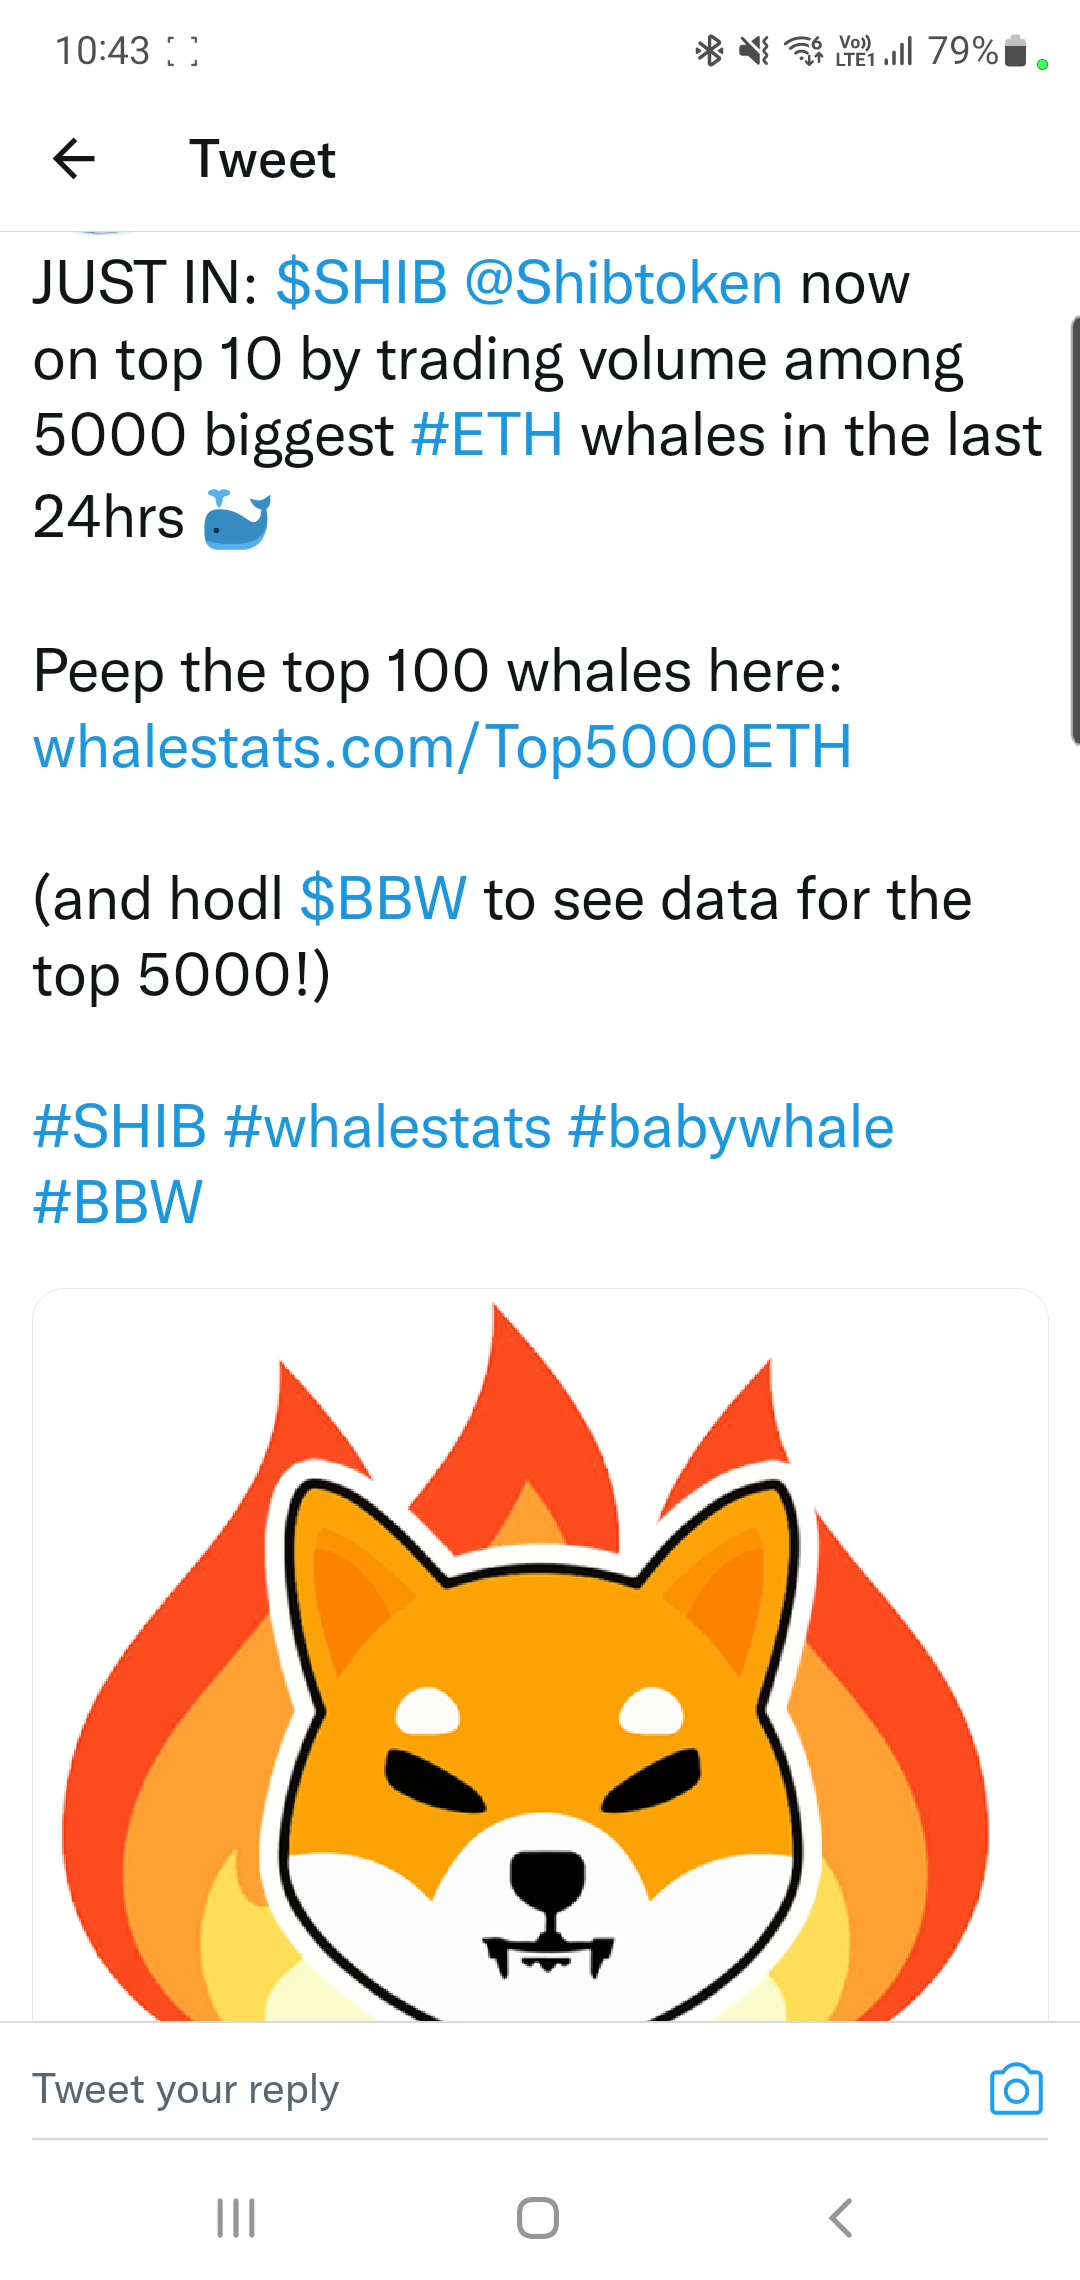 10:43
Vo)) LTE1 79%
Tweet
JUST IN: $SHIB @Shibtoken now
on top 10 by trading volume among
5000 biggest #ETH whales in the last
24hrs 🐳
Peep the top 100 whales here:
whalestats.com/Top5000ETH
(and hodl $BBW to see data for the
top 5000!)
#SHIB #whalestats #babywhale
#BBW
Tweet your reply